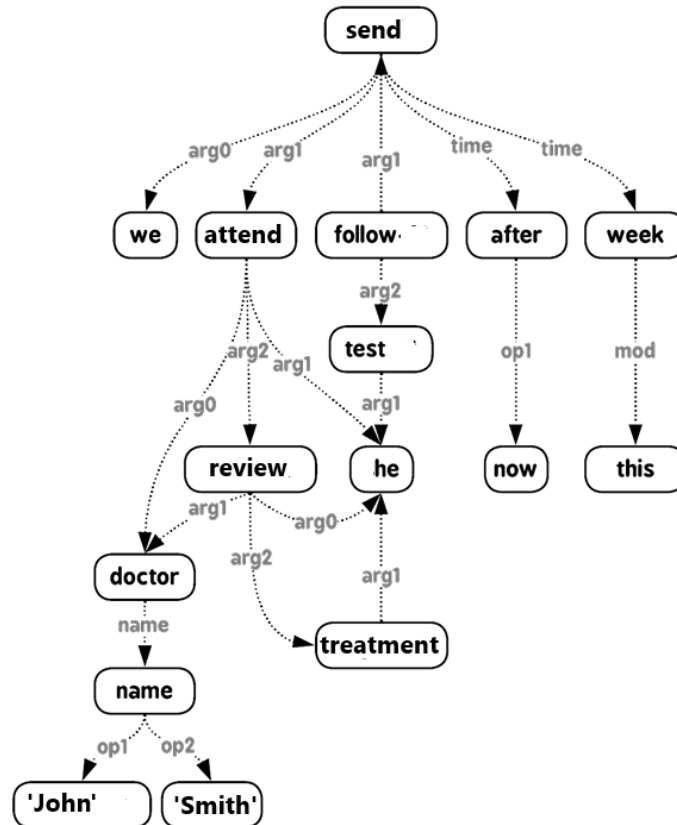 send
arg0 arg1 arg1 time time
we attend follow- after week
arg2
arg2 arg1 op1 mod
test
arg0 arg1
review he now this
arg1 arg0
arg2 arg1
doctor
name treatment
name
op1 op2
'John' 'Smith'